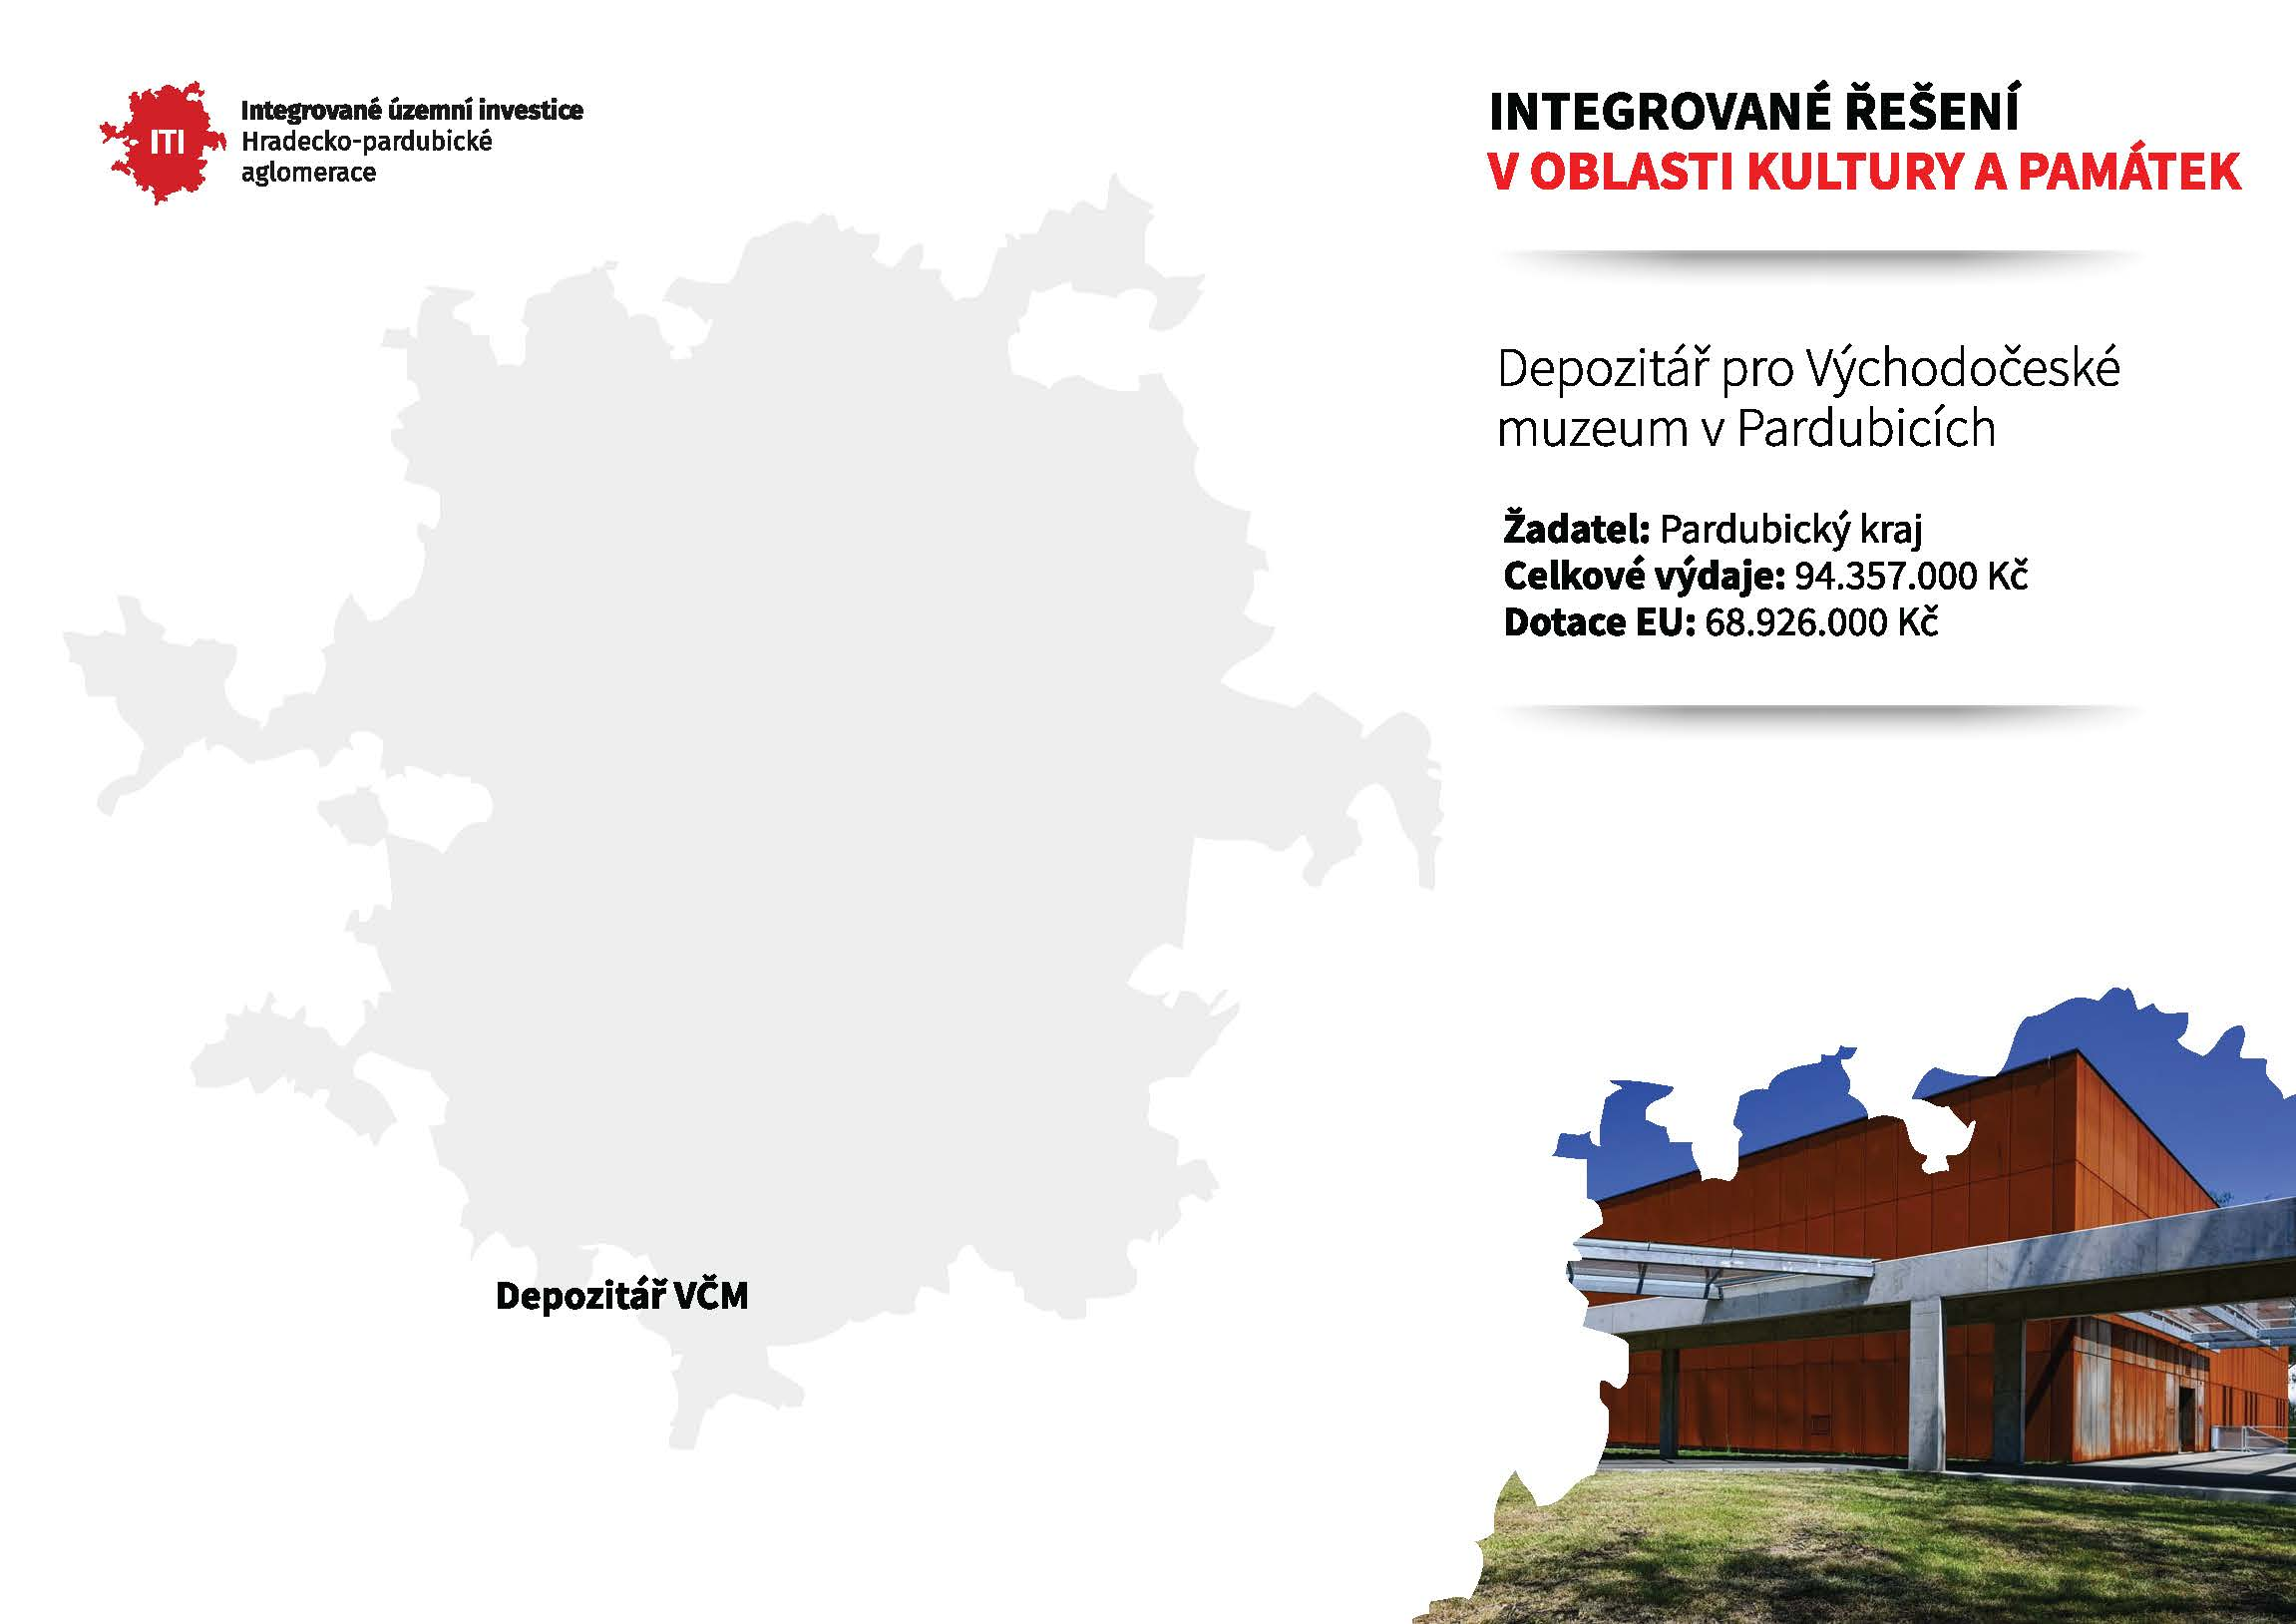 ITI
Integrované územní investice
Hradecko-pardubické
aglomerace
INTEGROVANÉ ŘEŠENÍ
V OBLASTI KULTURY A PAMÁTEK
Depozitář pro Východočeské
muzeum v Pardubicích
Žadatel: Pardubický kraj
Celkové výdaje: 94.357.000 Kč
Dotace EU: 68.926.000 Kč
Depozitář VČM